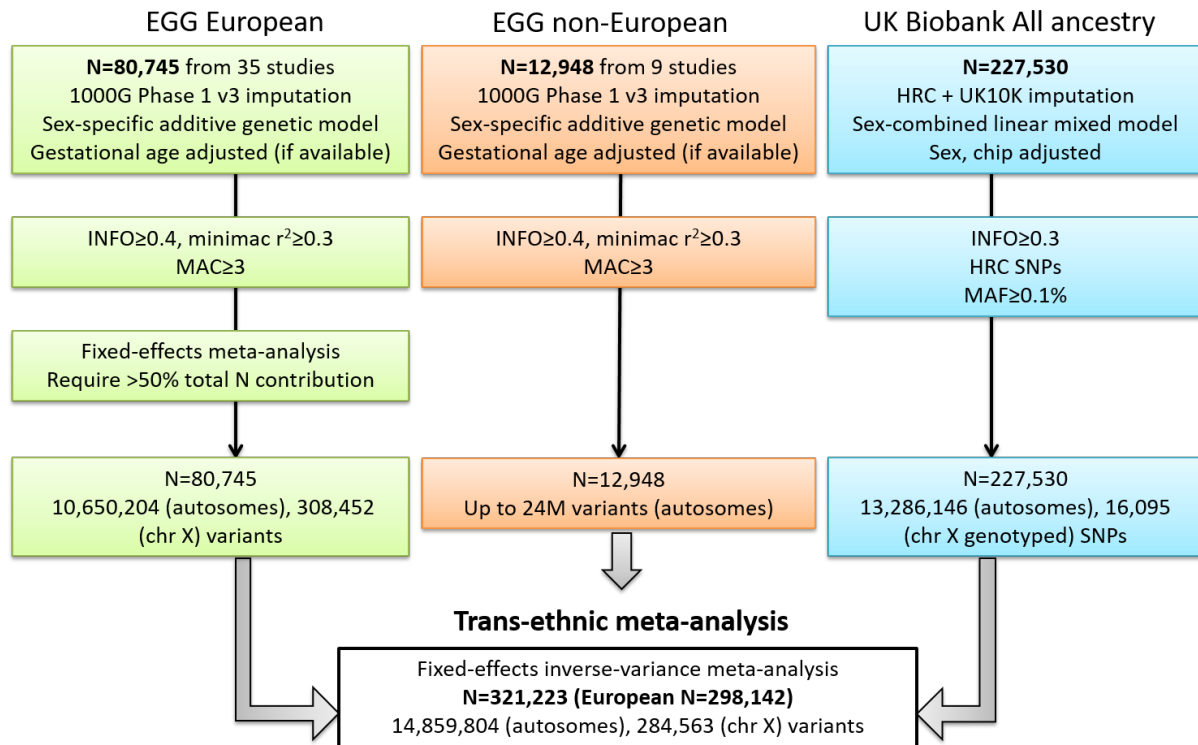 EGG European
N=80,745 from 35 studies
1000G Phase 1 v3 imputation
Sex-specific additive genetic model
Gestational age adjusted (if available)
INFO≥0.4, minimac r²≥0.3
MAC≥3
Fixed-effects meta-analysis
Require >50% total N contribution
N=80,745
10,650,204 (autosomes), 308,452
(chr X) variants
EGG non-European
N=12,948 from 9 studies
1000G Phase 1 v3 imputation
Sex-specific additive genetic model
Gestational age adjusted (if available)
INFO≥0.4, minimac r²≥0.3
MAC≥3
N=12,948
Up to 24M variants (autosomes)
UK Biobank All ancestry
N=227,530
HRC + UK10K imputation
Sex-combined linear mixed model
Sex, chip adjusted
INFO≥0.3
HRC SNPs
MAF≥0.1%
N=227,530
13,286,146 (autosomes), 16,095
(chr X genotyped) SNPs
Trans-ethnic meta-analysis
Fixed-effects inverse-variance meta-analysis
N=321,223 (European N=298,142)
14,859,804 (autosomes), 284,563 (chr X) variants